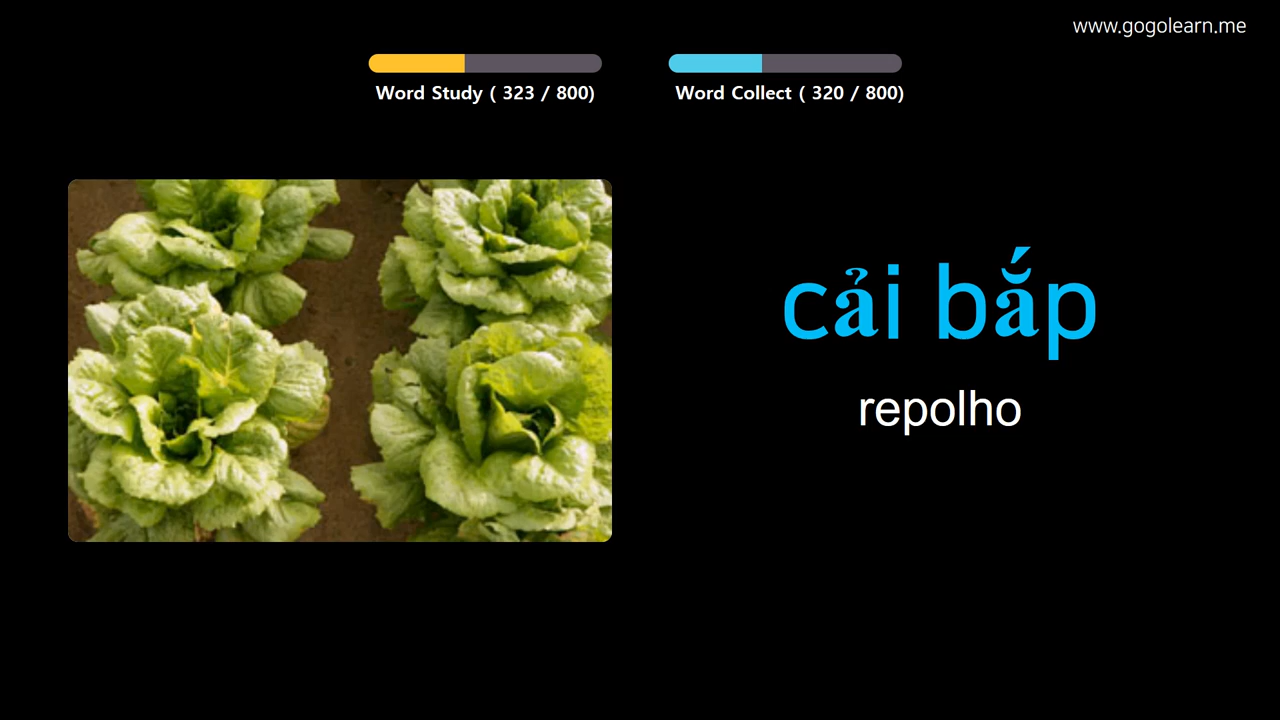 www.gogolearn.me
Word Study ( 323 / 800)
Word Collect ( 320 / 800)
cải bắp
repolho